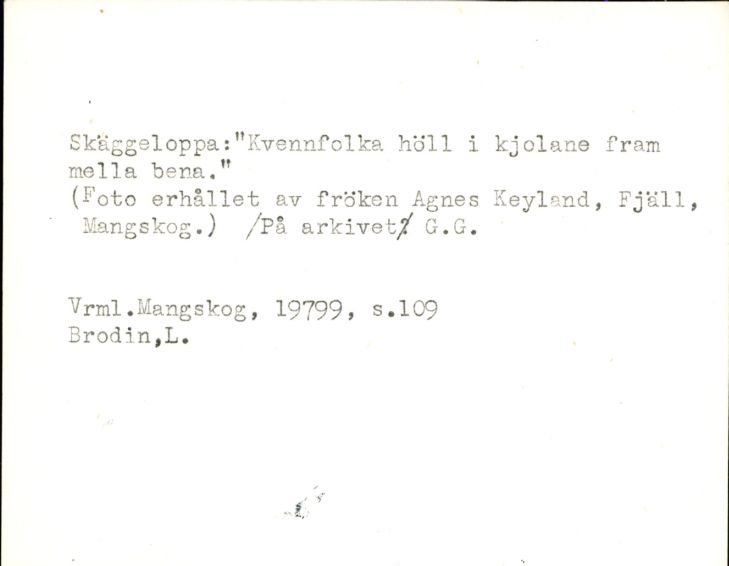 Skäggeloppa:"Kvennfolka höll i kjolane fram
mella bena."
(Foto erhållet av fröken Agnes Keyland, Fjäll,
Mangskog.) /På arkivet/ G.G.
Vrml.Mangskog, 19799, s.109
Brodin,L.